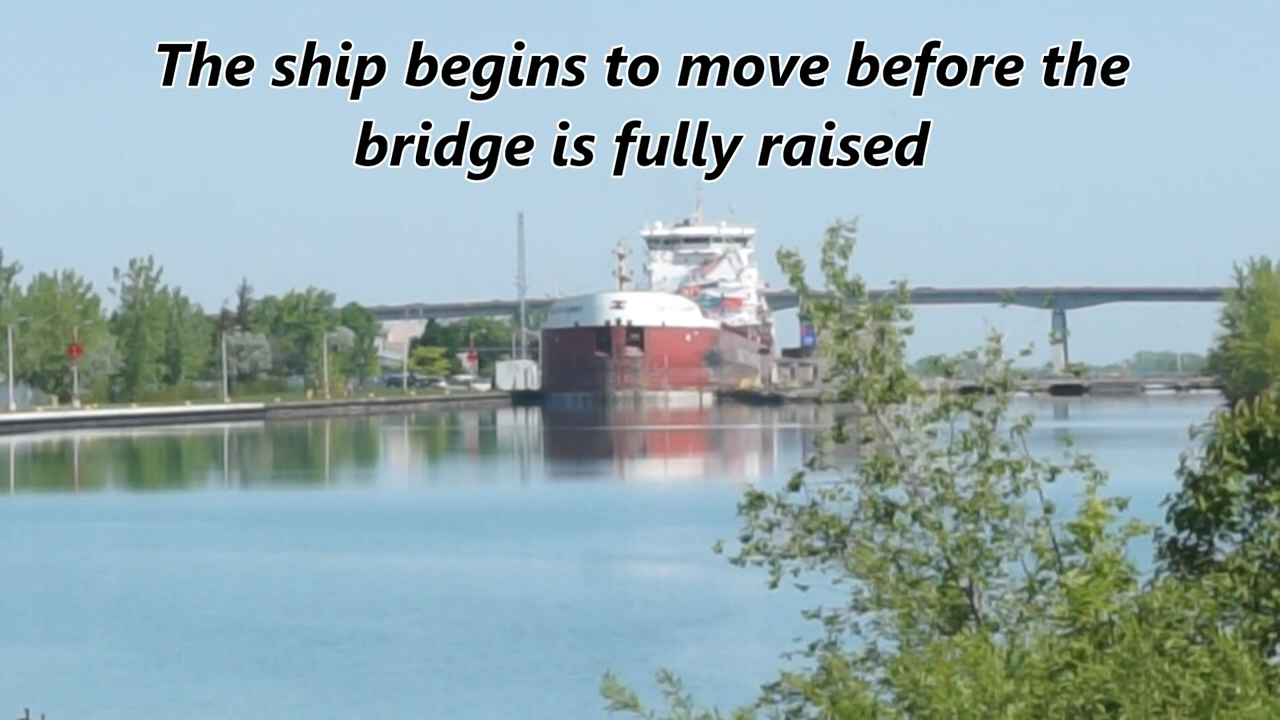 The ship begins to move before the
bridge is fully raised